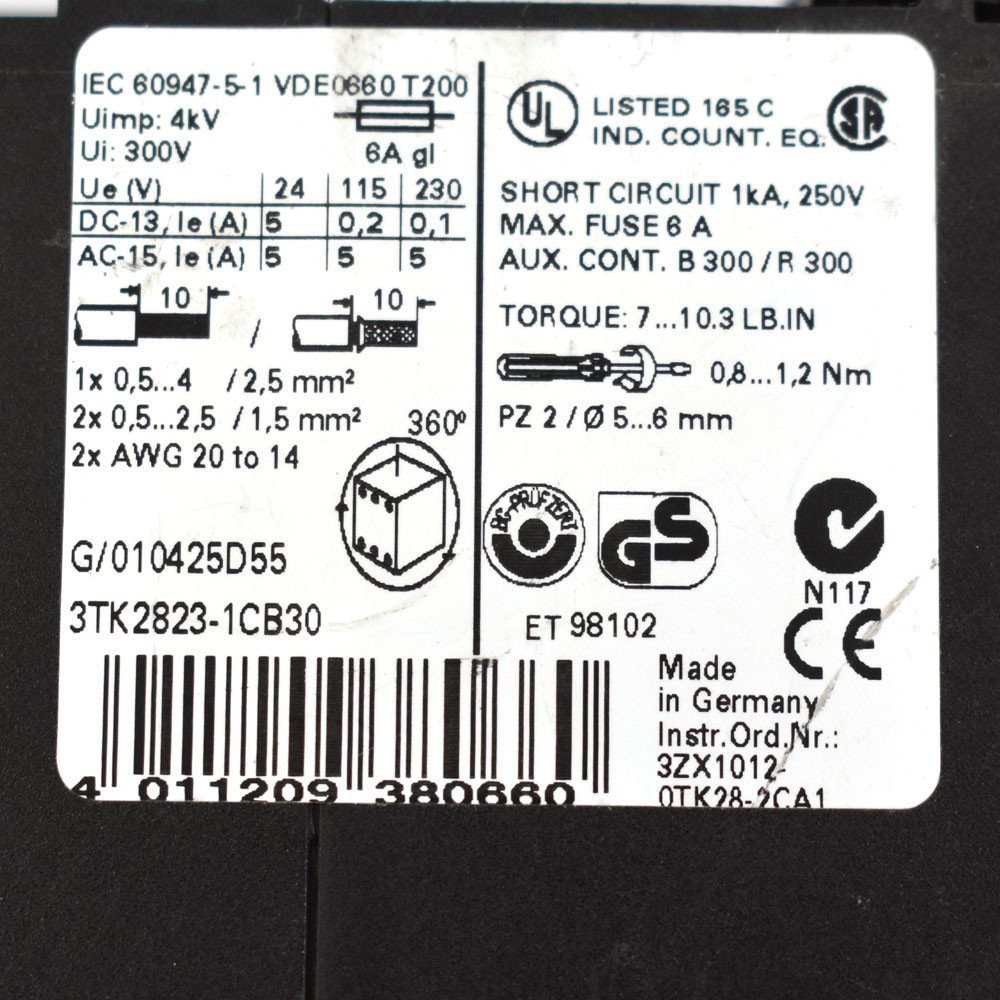 IEC 60947-5-1 VDE0660 T200
Uimp: 4kV
Ui: 300V
6A gl
Ue (V) 24 115 230
DC-13, Ie (A) 5 0,2 0,1
AC-15, Ie (A) 5 5 5
10 / 10
1x 0,5...4 / 2,5 mm²
2x 0,5...2,5 / 1,5 mm²
2x AWG 20 to 14
360°
G/010425D55
3TK2823-1CB30
4 011209 380660
UL LISTED 165 C
IND. COUNT. EQ.
SA
SHORT CIRCUIT 1kA, 250V
MAX. FUSE 6 A
AUX. CONT. B 300 / R 300
TORQUE: 7...10.3 LB.IN
0,8...1,2 Nm
PZ 2 / Ø 5...6 mm
BG-PRÜFZERT
GS
N117
ET 98102
CE
Made
in Germany
Instr.Ord.Nr.:
3ZX1012-
0TK28-2CA1